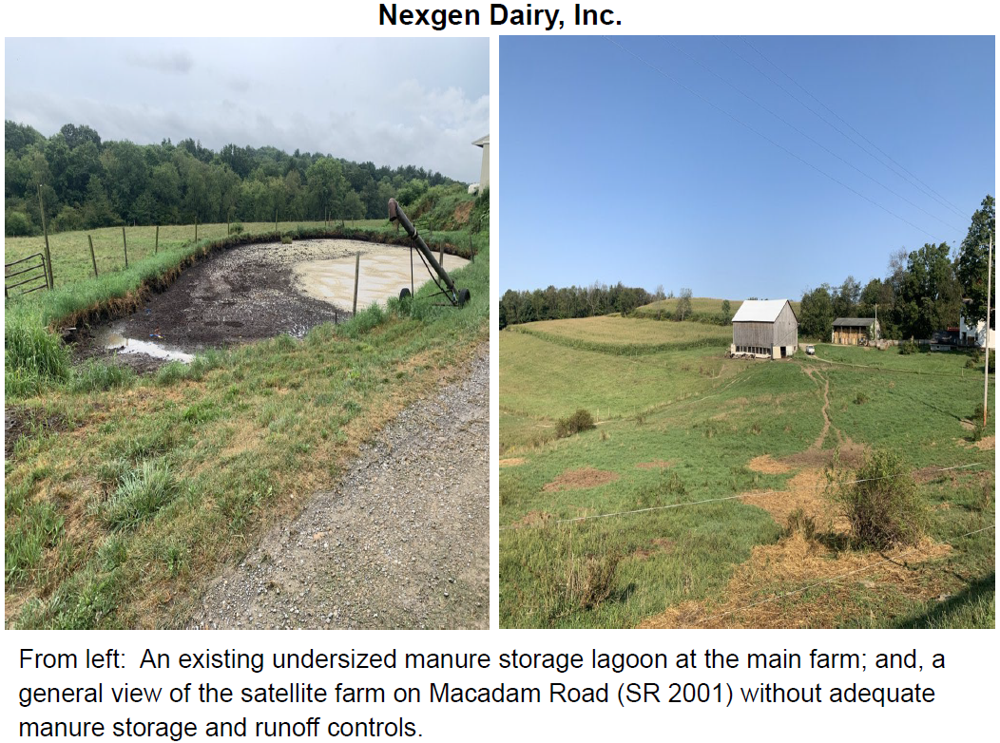 Nexgen Dairy, Inc.
From left:  An existing undersized manure storage lagoon at the main farm; and, a
general view of the satellite farm on Macadam Road (SR 2001) without adequate
manure storage and runoff controls.